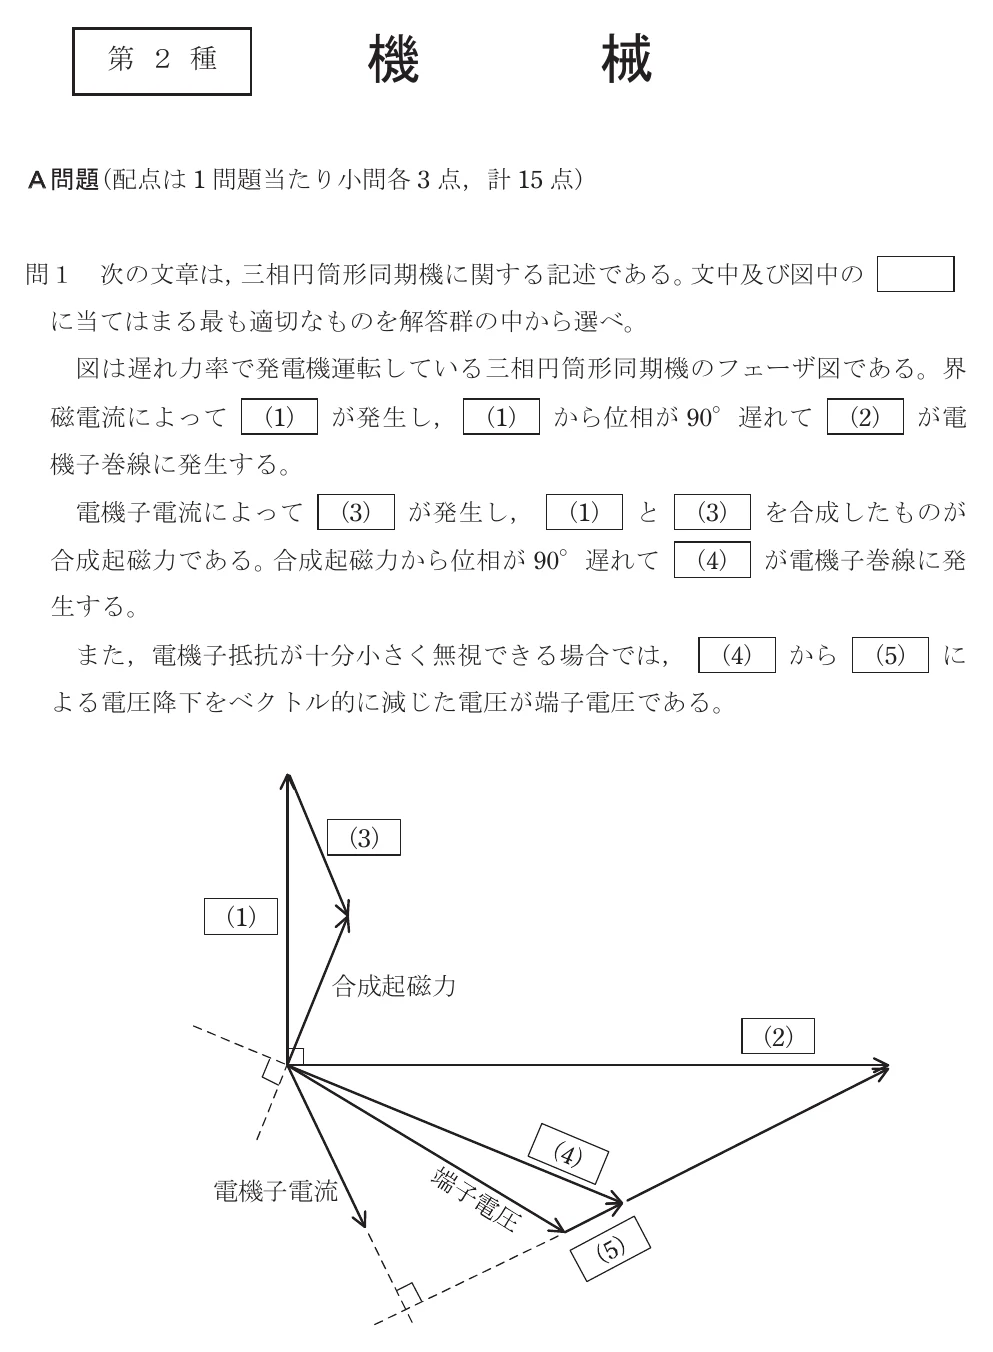 第 2 種
機 械
A問題(配点は1問題当たり小問各3点，計15点)
問1 次の文章は，三相円筒形同期機に関する記述である。文中及び図中の
に当てはまる最も適切なものを解答群の中から選べ。
図は遅れ力率で発電機運転している三相円筒形同期機のフェーザ図である。界
磁電流によって (1) が発生し， (1) から位相が 90° 遅れて (2) が電
機子巻線に発生する。
電機子電流によって (3) が発生し， (1) と (3) を合成したものが
合成起磁力である。合成起磁力から位相が 90° 遅れて (4) が電機子巻線に発
生する。
また，電機子抵抗が十分小さく無視できる場合では， (4) から (5) に
よる電圧降下をベクトル的に減じた電圧が端子電圧である。
(3)
(1)
合成起磁力
(2)
(4)
電機子電流
端子電圧
(5)